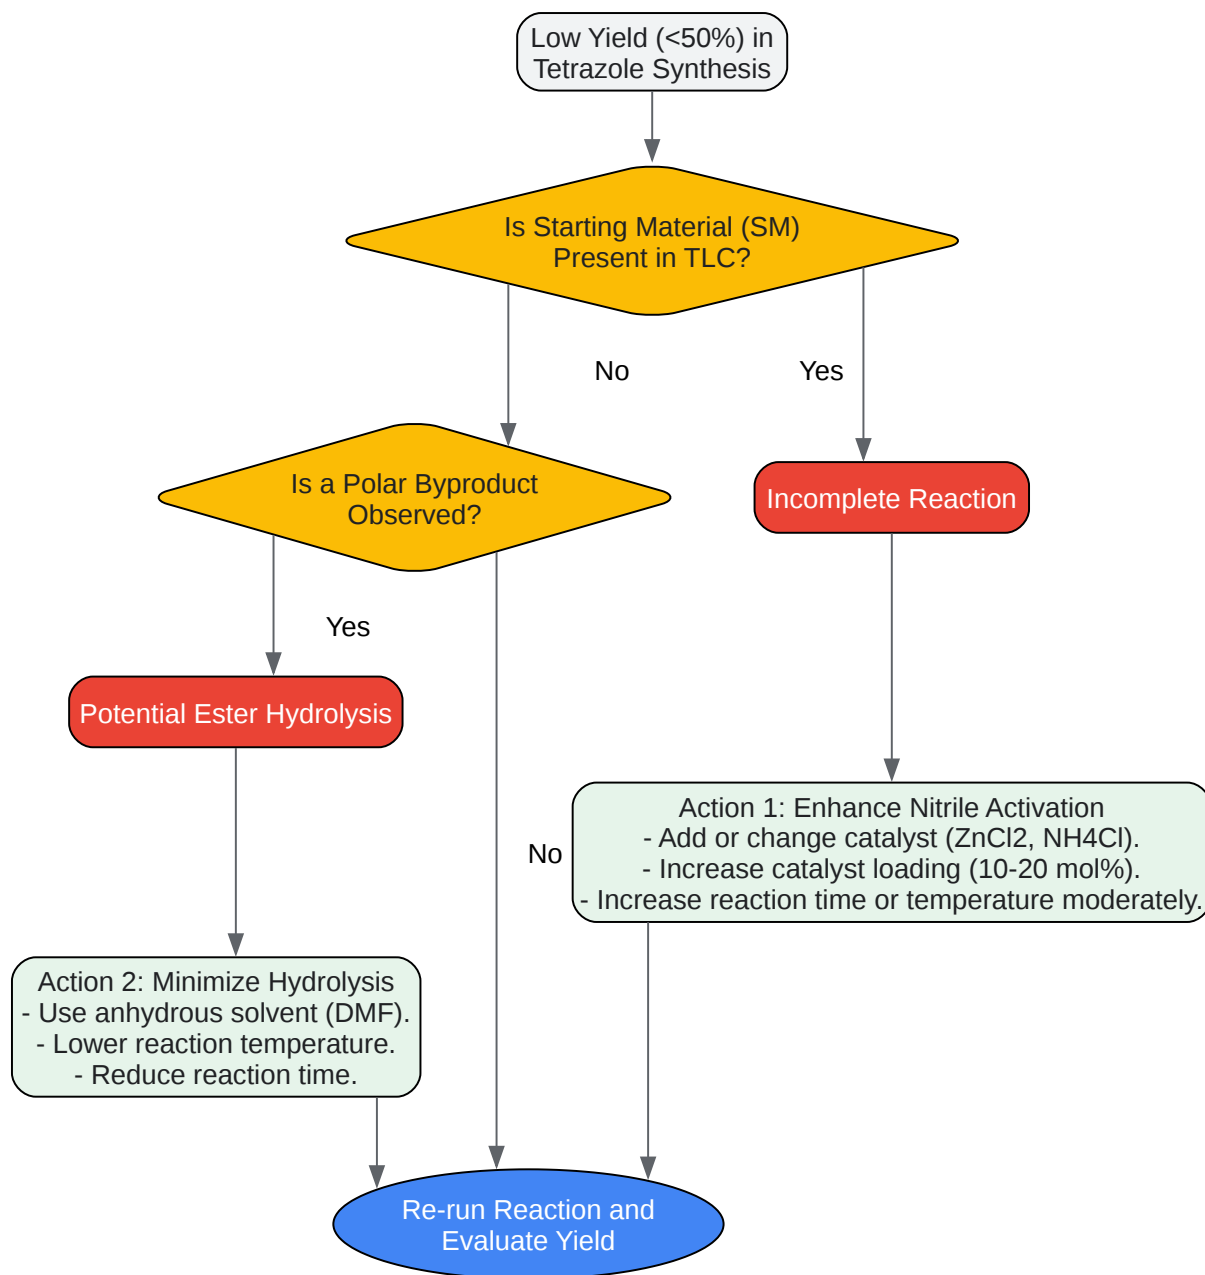 Low Yield (<50%) in
Tetrazole Synthesis
Is Starting Material (SM)
Present in TLC?
No
Yes
Is a Polar Byproduct
Observed?
Incomplete Reaction
Yes
Potential Ester Hydrolysis
Action 1: Enhance Nitrile Activation
- Add or change catalyst (ZnCl2, NH4Cl).
- Increase catalyst loading (10-20 mol%).
- Increase reaction time or temperature moderately.
No
Action 2: Minimize Hydrolysis
- Use anhydrous solvent (DMF).
- Lower reaction temperature.
- Reduce reaction time.
Re-run Reaction and
Evaluate Yield